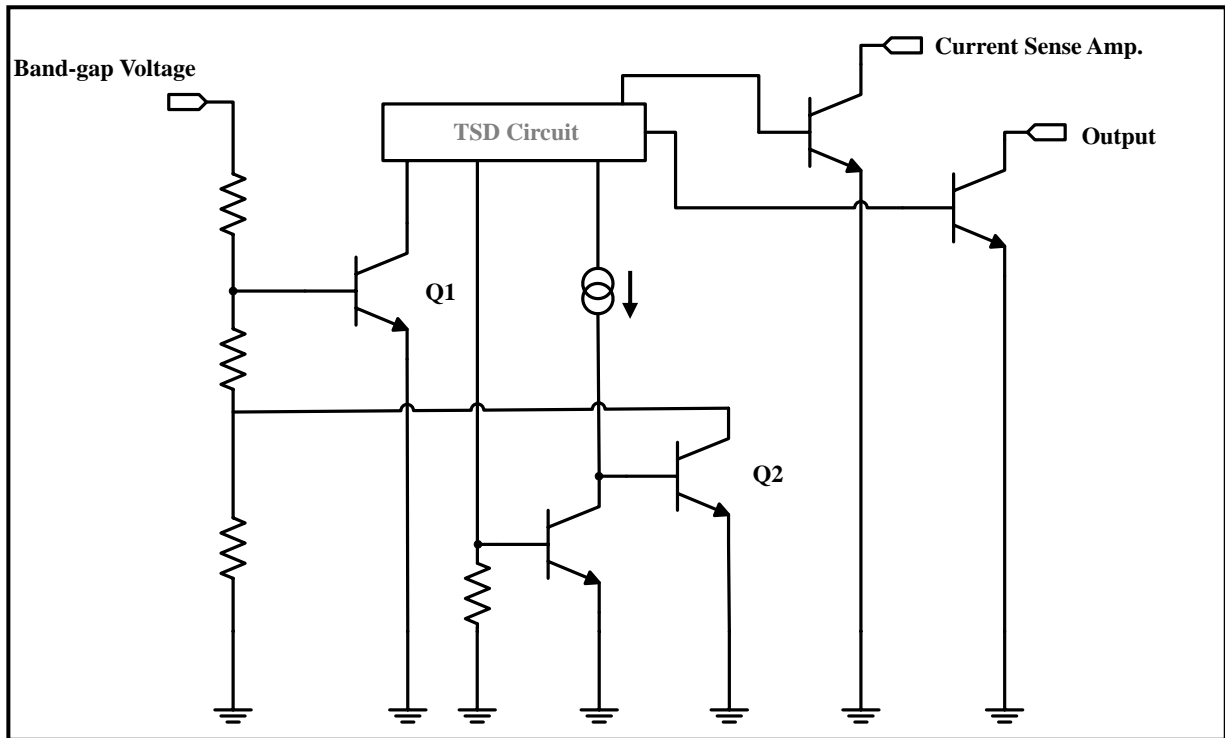 Current Sense Amp.
Band-gap Voltage
TSD Circuit
Output
Q1
Q2